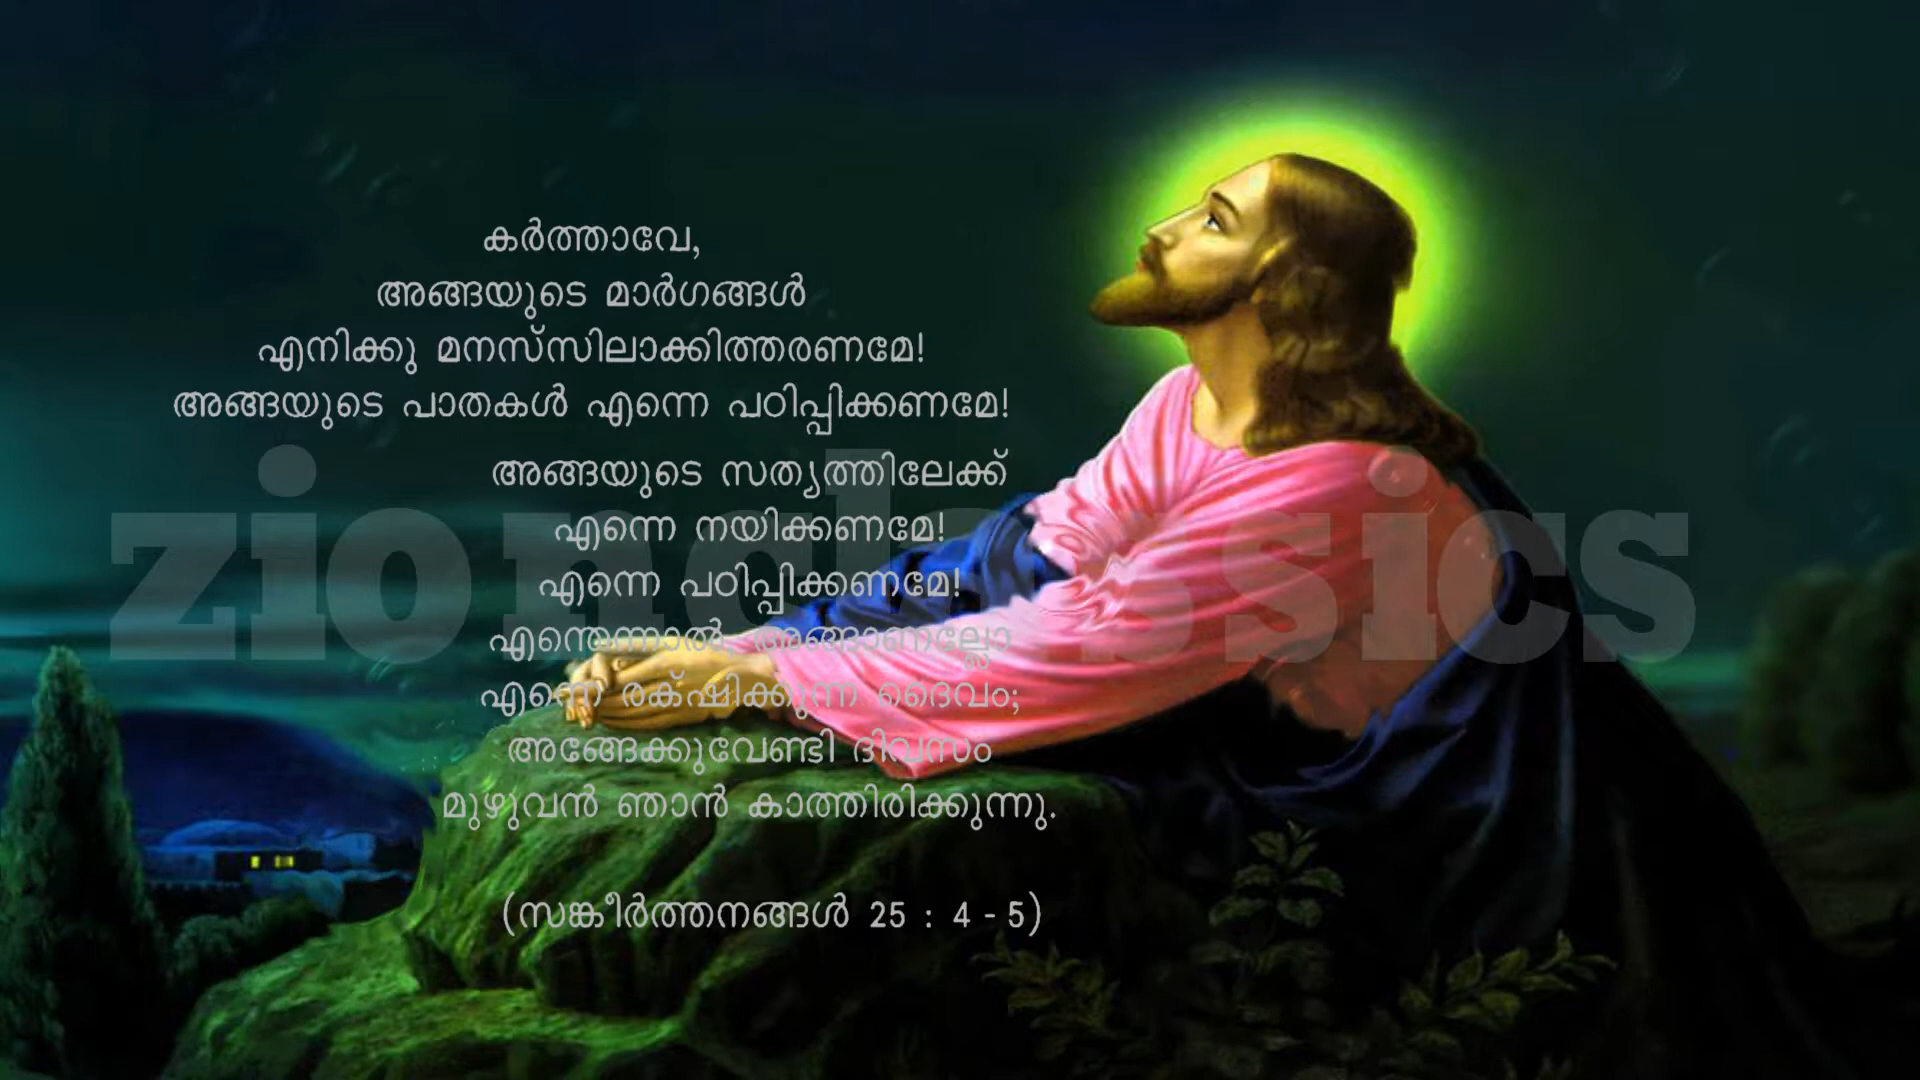 കർത്താവേ,
അങ്ങയുടെ മാർഗങ്ങൾ
എനിക്കു മനസ്സിലാക്കിത്തരണമേ!
അങ്ങയുടെ പാതകൾ എന്നെ പഠിപ്പിക്കണമേ!
അങ്ങയുടെ സത്യത്തിലേക്ക്
എന്നെ നയിക്കണമേ!
എന്നെ പഠിപ്പിക്കണമേ!
എന്തെന്നാൽ, അങ്ങാണല്ലോ
എന്നെ രക്ഷിക്കുന്ന ദൈവം;
അങ്ങേക്കുവേണ്ടി ദിവസം
മുഴുവൻ ഞാൻ കാത്തിരിക്കുന്നു.
(സങ്കീർത്തനങ്ങൾ 25 : 4 - 5)
zionclassics